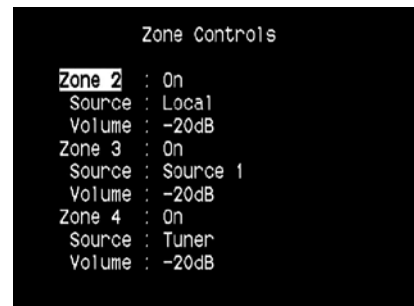 Zone Controls
Zone 2 : On
Source : Local
Volume : -20dB
Zone 3 : On
Source : Source 1
Volume : -20dB
Zone 4 : On
Source : Tuner
Volume : -20dB